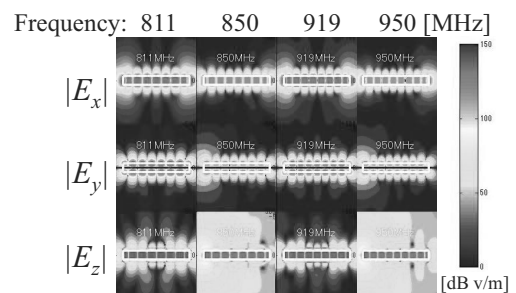 Frequency: 811 850 919 950 [MHz]
|Ex|
811MHz 850MHz 919MHz 950MHz
|Ey|
811MHz 850MHz 919MHz 950MHz
|Ez|
811MHz 919MHz
150
100
50
0
[dB v/m]